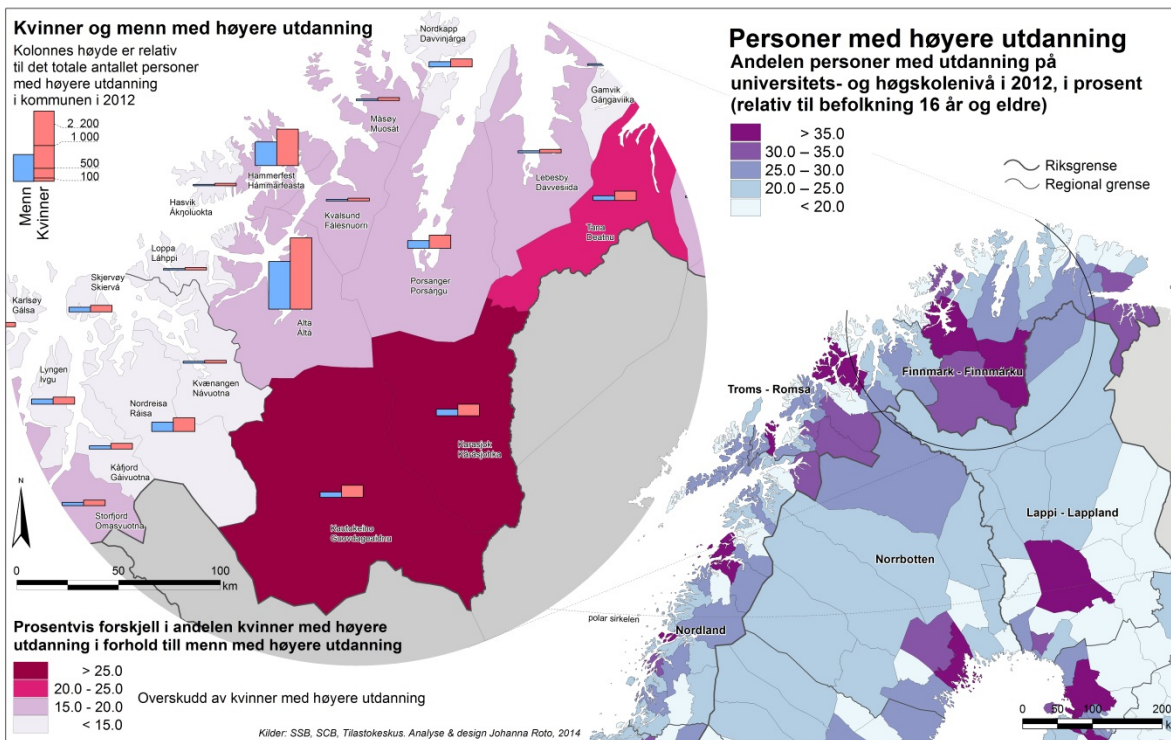 Kvinner og menn med høyere utdanning
Kolonnes høyde er relativ
til det totale antallet personer
med høyere utdanning
i kommunen i 2012
2 200
1 000
500
100
Menn
Kvinner
Nordkapp
Davvinjárga
Gamvik
Måsøy
Muosát
Hammerfest
Hámmárfeasta
Lebesby
Davvesiida
Hasvik
Ákŋoluokta
Kvalsund
Fálesnuorri
Tana
Deatnu
Loppa
Láhppi
Porsanger
Porsáŋgu
Skjervøy
Skiervá
Karlsøy
Gálsa
Alta
Áltá
Lyngen
Ivgu
Kvænangen
Návuotna
Nordreisa
Ráisa
Karasjok
Kárášjohka
Kåfjord
Gáivuotna
Kautokeino
Guovdageaidnu
Storfjord
Omasvuotna
N
0 50 100
km
Prosentvis forskjell i andelen kvinner med høyere
utdanning i forhold till menn med høyere utdanning
> 25.0
20.0 - 25.0
15.0 - 20.0
< 15.0
Overskudd av kvinner med høyere utdanning
Kilder: SSB, SCB, Tilastokeskus. Analyse & design Johanna Roto, 2014
Personer med høyere utdanning
Andelen personer med utdanning på
universitets- og høgskolenivå i 2012, i prosent
(relativ til befolkning 16 år og eldre)
> 35.0
30.0 – 35.0
25.0 – 30.0
20.0 – 25.0
< 20.0
Riksgrense
Regional grense
Troms - Romsa
Finnmark - Finnmárku
Lappi - Lappland
Norrbotten
Nordland
polar sirkelen
0 50 100 200
k